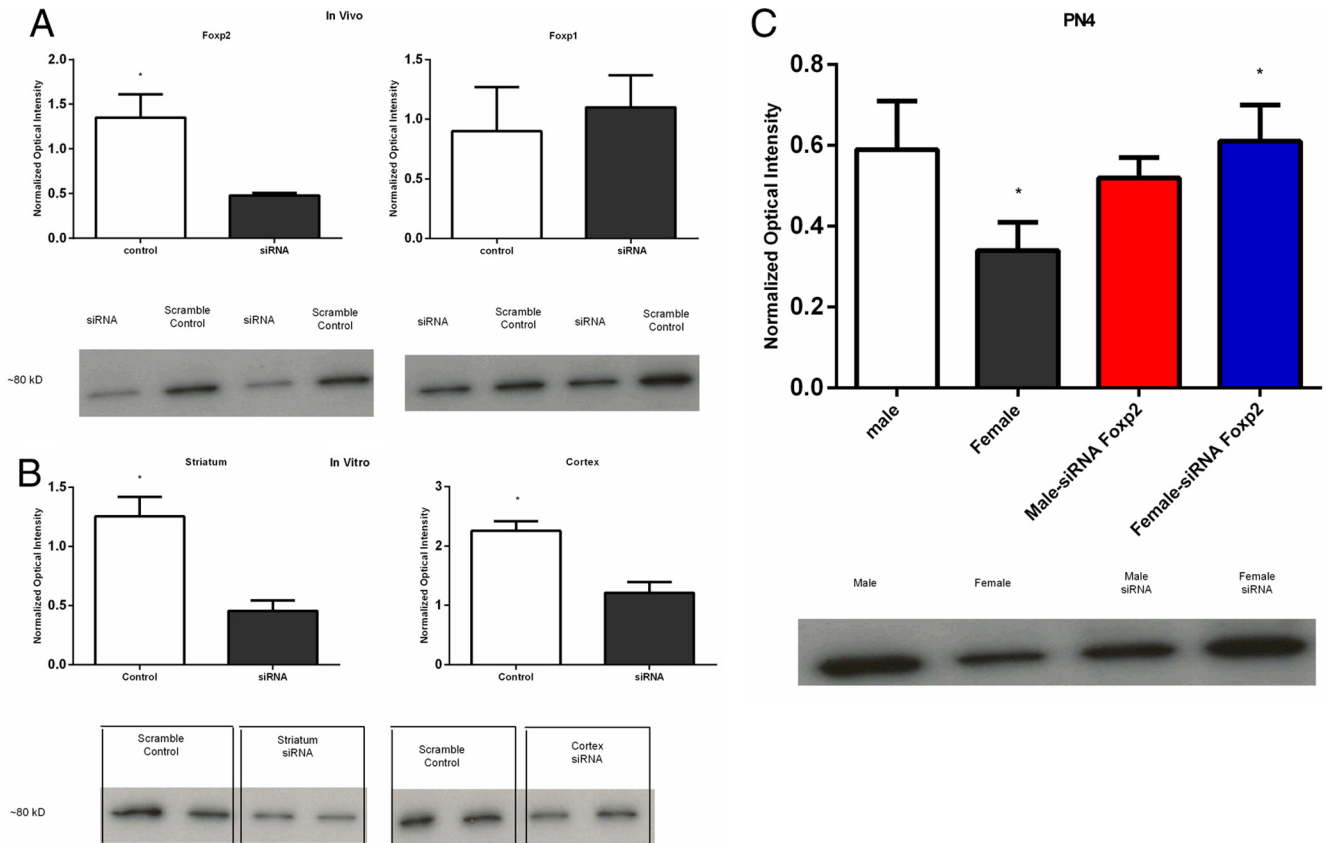 A
In Vivo
Foxp2
Normalized Optical Intensity
2.0
1.5
1.0
0.5
0.0
*
control
siRNA
Foxp1
Normalized Optical Intensity
1.5
1.0
0.5
0.0
control
siRNA
siRNA
Scramble
Control
siRNA
Scramble
Control
siRNA
Scramble
Control
siRNA
Scramble
Control
~80 kD
B
In Vitro
Striatum
Normalized Optical Intensity
1.5
1.0
0.5
0.0
*
Control
siRNA
Cortex
Normalized Optical Intensity
3
2
1
0
*
Control
siRNA
Scramble
Control
Striatum
siRNA
Scramble
Control
Cortex
siRNA
~80 kD
C
PN4
Normalized Optical Intensity
0.8
0.6
0.4
0.2
0.0
*
*
male
Female
Male-siRNA Foxp2
Female-siRNA Foxp2
Male
Female
Male
siRNA
Female
siRNA